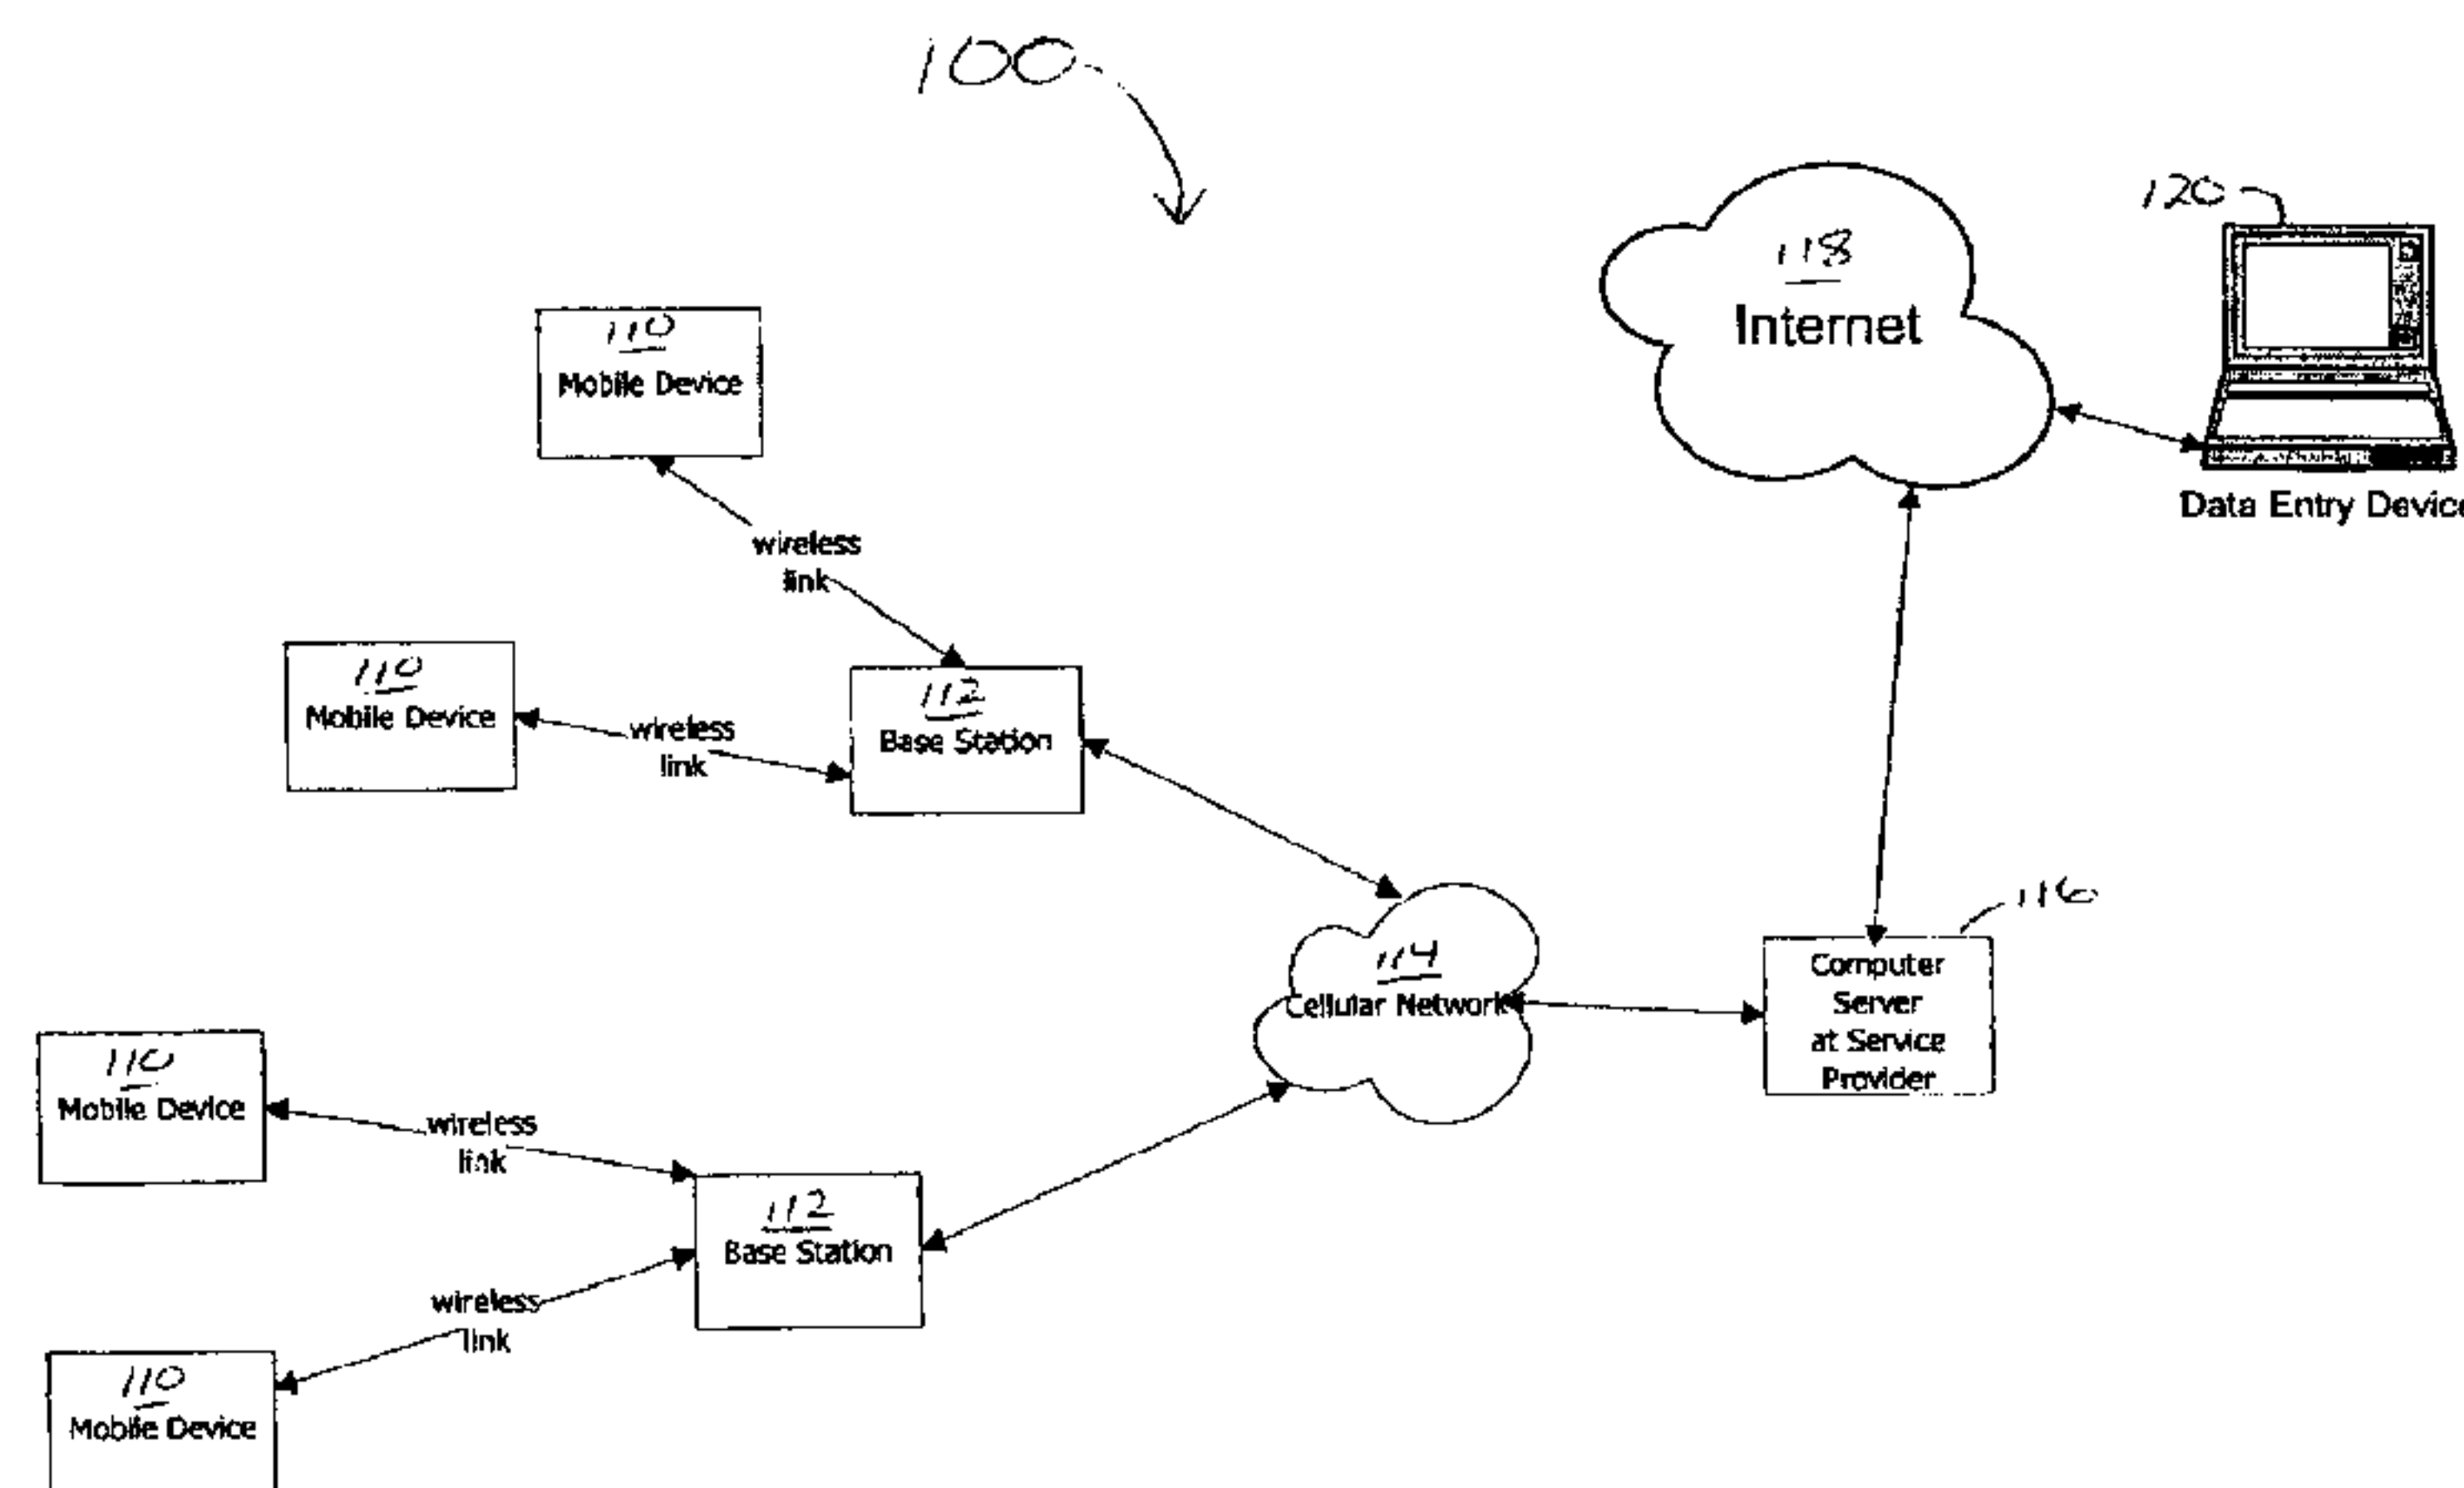 100
120
118
Internet
110
Mobile Device
Data Entry Device
wireless
link
110
Mobile Device
112
Base Station
wireless
link
116
114
Cellular Network
Computer
Server
at Service
Provider
110
Mobile Device
wireless
link
112
Base Station
wireless
link
110
Mobile Device